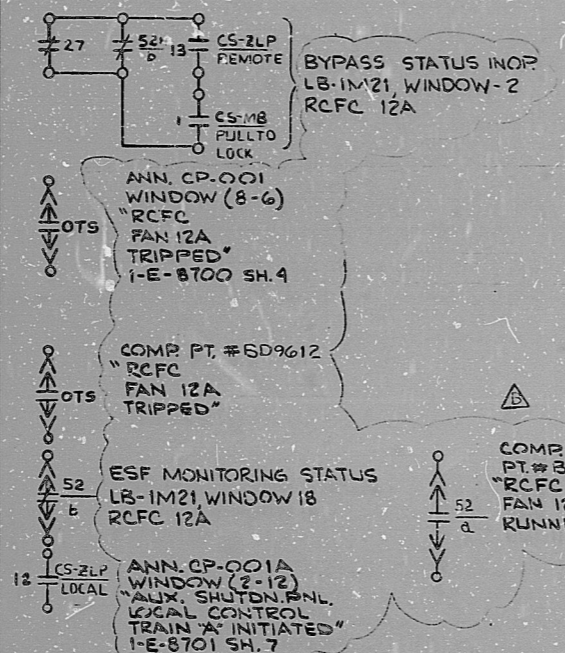 27
52
b
13
CS-ZLP
REMOTE
1
CS-MB
PULL TO
LOCK
BYPASS STATUS INOP.
LB-1M21, WINDOW-2
RCFC 12A
OTS
ANN. CP-001
WINDOW (8-6)
"RCFC
FAN 12A
TRIPPED"
1-E-8700 SH. 4
OTS
COMP. PT. #
"RCFC
FAN 12A
TRIPPED"
B
52
b
ESF MONITORING STATUS
LB-1M21, WINDOW 18
RCFC 12A
52
a
COMP.
PT. # B
"RCFC
FAN 12
RUNN
12
CS-ZLP
LOCAL
ANN. CP-001A
WINDOW (2-12)
"AUX. SHUTDN. PNL.
LOCAL CONTROL
TRAIN "A" INITIATED"
1-E-8701 SH. 7